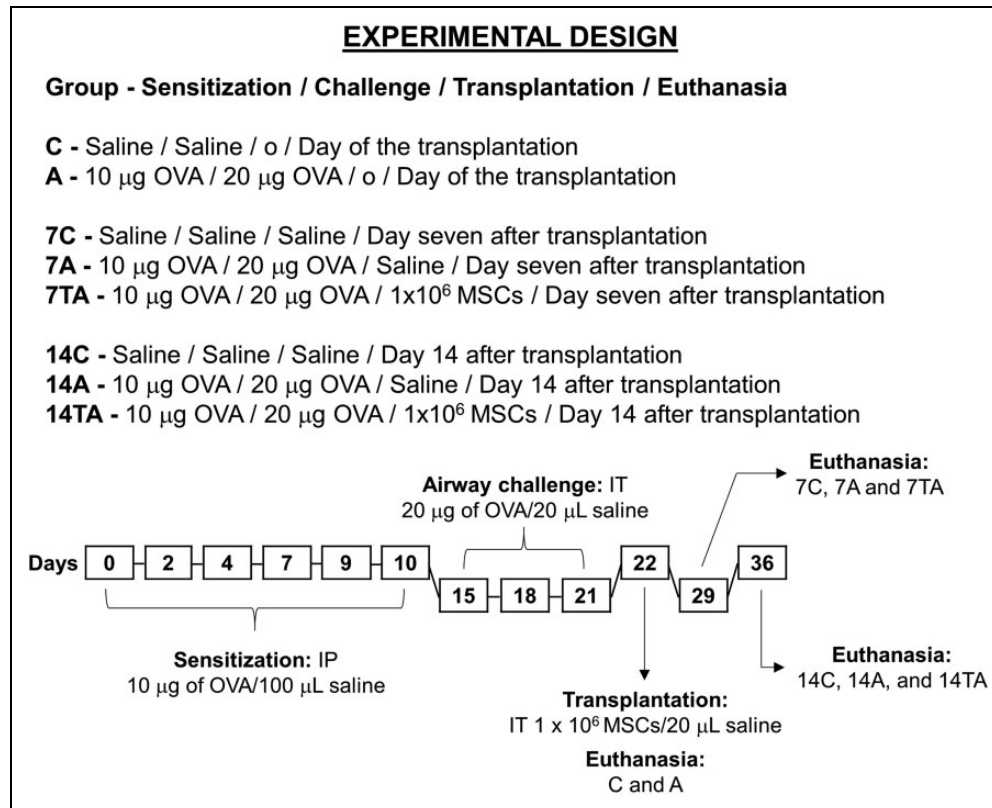 EXPERIMENTAL DESIGN
Group - Sensitization / Challenge / Transplantation / Euthanasia
C - Saline / Saline / o / Day of the transplantation
A - 10 μg OVA / 20 μg OVA / o / Day of the transplantation
7C - Saline / Saline / Saline / Day seven after transplantation
7A - 10 μg OVA / 20 μg OVA / Saline / Day seven after transplantation
7TA - 10 μg OVA / 20 μg OVA / 1x10⁶ MSCs / Day seven after transplantation
14C - Saline / Saline / Saline / Day 14 after transplantation
14A - 10 μg OVA / 20 μg OVA / Saline / Day 14 after transplantation
14TA - 10 μg OVA / 20 μg OVA / 1x10⁶ MSCs / Day 14 after transplantation
Euthanasia:
7C, 7A and 7TA
Airway challenge: IT
20 μg of OVA/20 μL saline
Days 0 2 4 7 9 10 15 18 21 22 29 36
Sensitization: IP
10 μg of OVA/100 μL saline
Euthanasia:
14C, 14A, and 14TA
Transplantation:
IT 1 x 10⁶ MSCs/20 μL saline
Euthanasia:
C and A